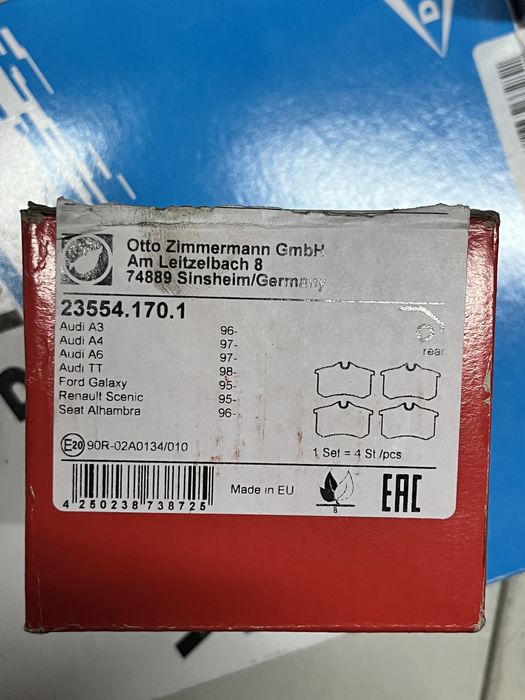 Otto Zimmermann GmbH
Am Leitzelbach 8
74889 Sinsheim/Germany
23554.170.1
Audi A3 96-
Audi A4 97-
Audi A6 97-
Audi TT 98-
Ford Galaxy 95-
Renault Scenic 95-
Seat Alhambra 96-
rear
1 Set = 4 St./pcs.
E20 90R-02A0134/010
4 250238 738725
Made in EU
B
EAC
D